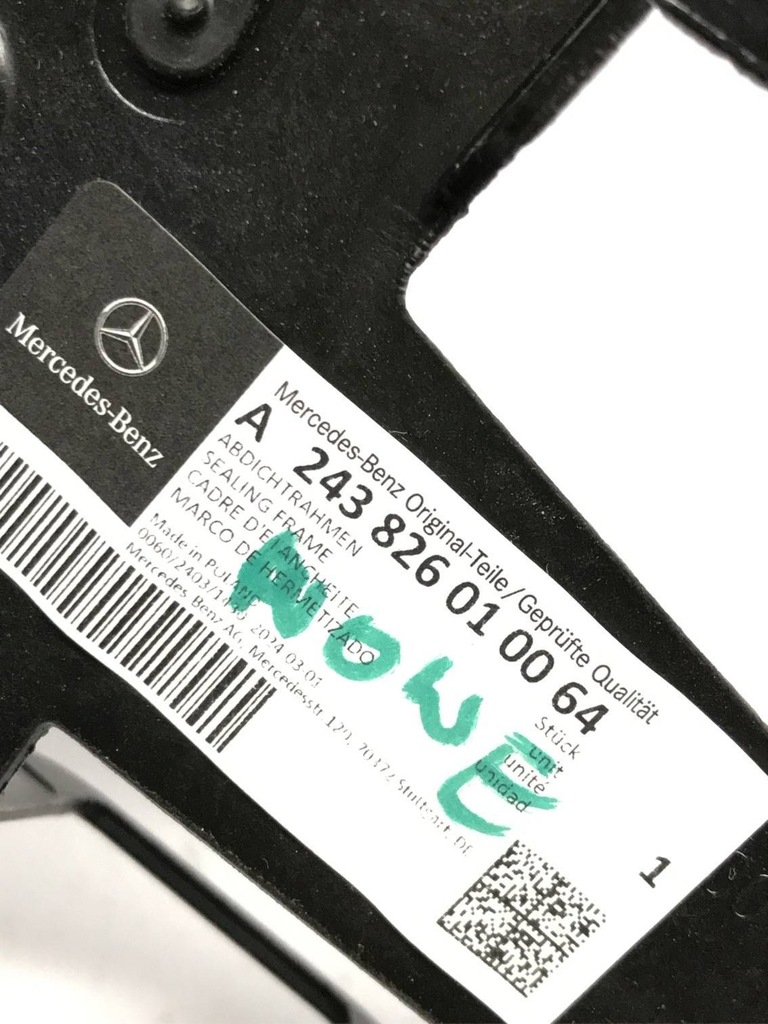 Mercedes-Benz
Mercedes-Benz Original-Teile / Geprüfte Qualität
A 243 826 01 00 64
ABDICHTRAHMEN
SEALING FRAME
CADRE D'ETANCHEITE
MARCO DE HERMETIZADO
Stück
unit
unité
unidad
1
Made in POLAND
2024.03.01
Mercedes Benz AG, Mercedesstr. 120, 70372 Stuttgart, DE
NOWE